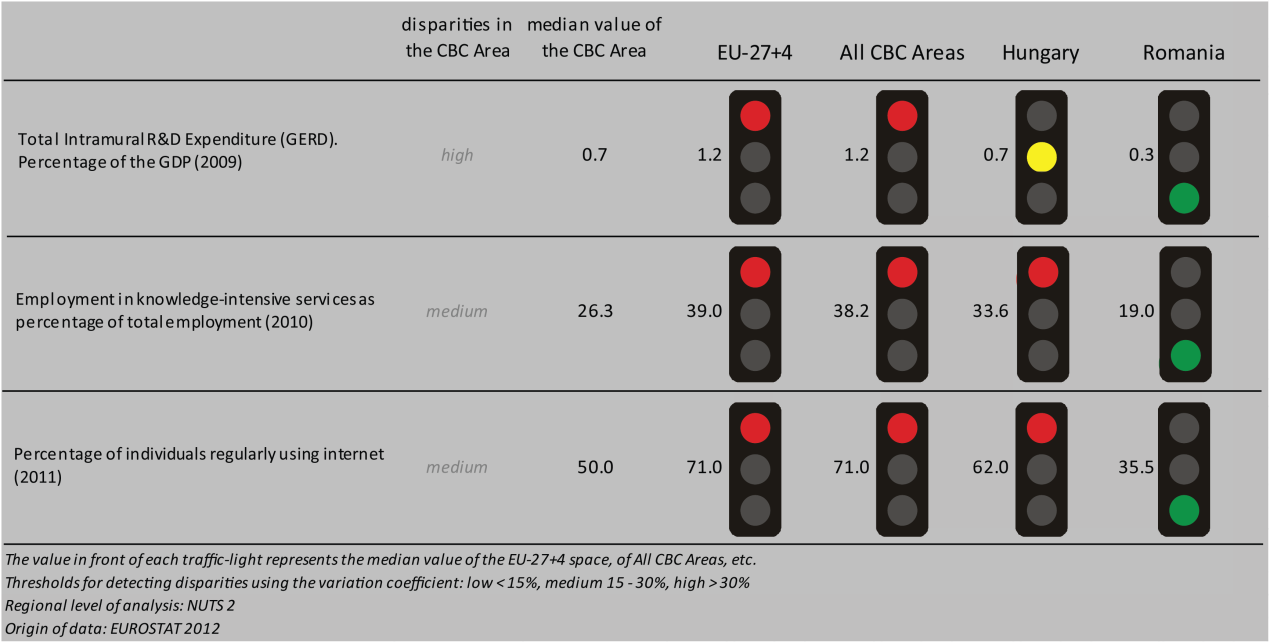 disparities in the CBC Area
median value of the CBC Area
EU-27+4
All CBC Areas
Hungary
Romania
Total Intramural R&D Expenditure (GERD).
Percentage of the GDP (2009)
high
0.7
1.2
1.2
0.7
0.3
Employment in knowledge-intensive services as
percentage of total employment (2010)
medium
26.3
39.0
38.2
33.6
19.0
Percentage of individuals regularly using internet
(2011)
medium
50.0
71.0
71.0
62.0
35.5
The value in front of each traffic-light represents the median value of the EU-27+4 space, of All CBC Areas, etc.
Thresholds for detecting disparities using the variation coefficient: low < 15%, medium 15 - 30%, high > 30%
Regional level of analysis: NUTS 2
Origin of data: EUROSTAT 2012